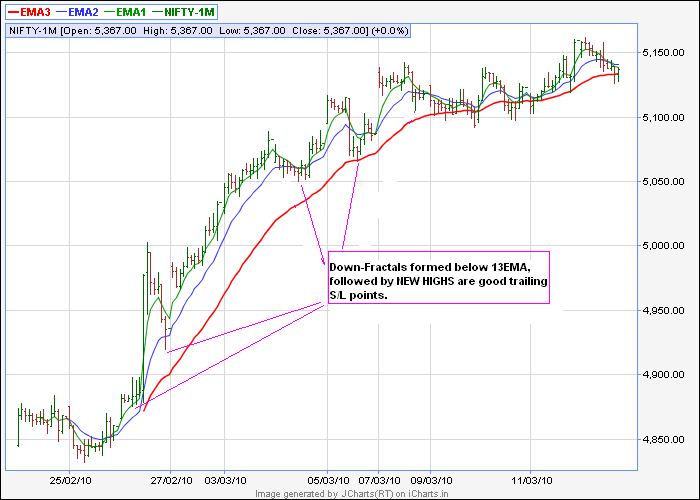 EMA3 EMA2 EMA1 NIFTY-1M
NIFTY-1M [Open: 5,367.00 High: 5,367.00 Low: 5,367.00 Close: 5,367.00] (+0.0%)
5,150.00
5,100.00
5,050.00
5,000.00
4,950.00
4,900.00
4,850.00
Down-Fractals formed below 13EMA,
followed by NEW HIGHS are good trailing
S/L points.
25/02/10 27/02/10 03/03/10 05/03/10 07/03/10 09/03/10 11/03/10
Image generated by JCharts(RT) on iCharts.in